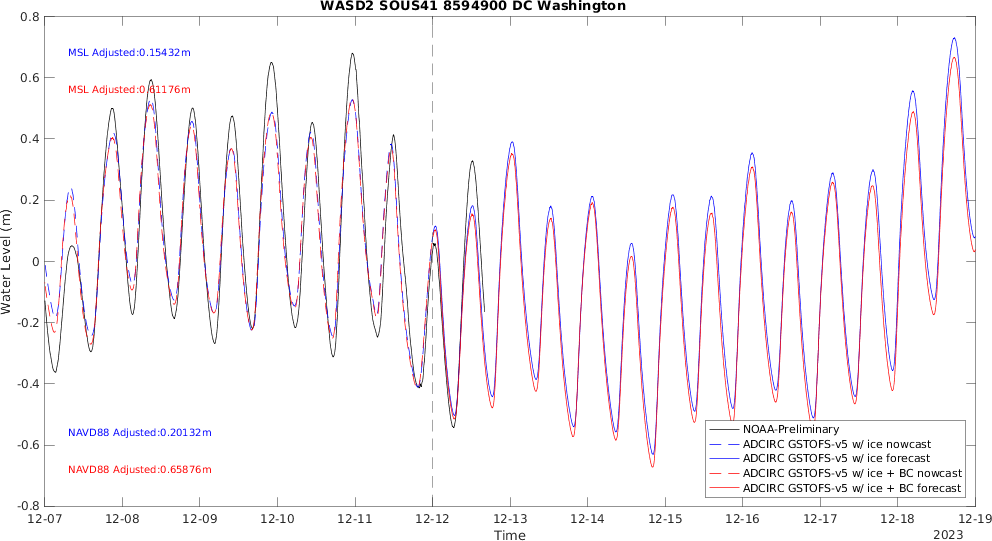 WASD2 SOUS41 8594900 DC Washington
0.8
0.6
0.4
0.2
0
-0.2
-0.4
-0.6
-0.8
Water Level (m)
MSL Adjusted:0.15432m
MSL Adjusted:0.61176m
NAVD88 Adjusted:0.20132m
NAVD88 Adjusted:0.65876m
NOAA-Preliminary
ADCIRC GSTOFS-v5 w/ ice nowcast
ADCIRC GSTOFS-v5 w/ ice forecast
ADCIRC GSTOFS-v5 w/ ice + BC nowcast
ADCIRC GSTOFS-v5 w/ ice + BC forecast
12-07 12-08 12-09 12-10 12-11 12-12 12-13 12-14 12-15 12-16 12-17 12-18 12-19
Time
2023